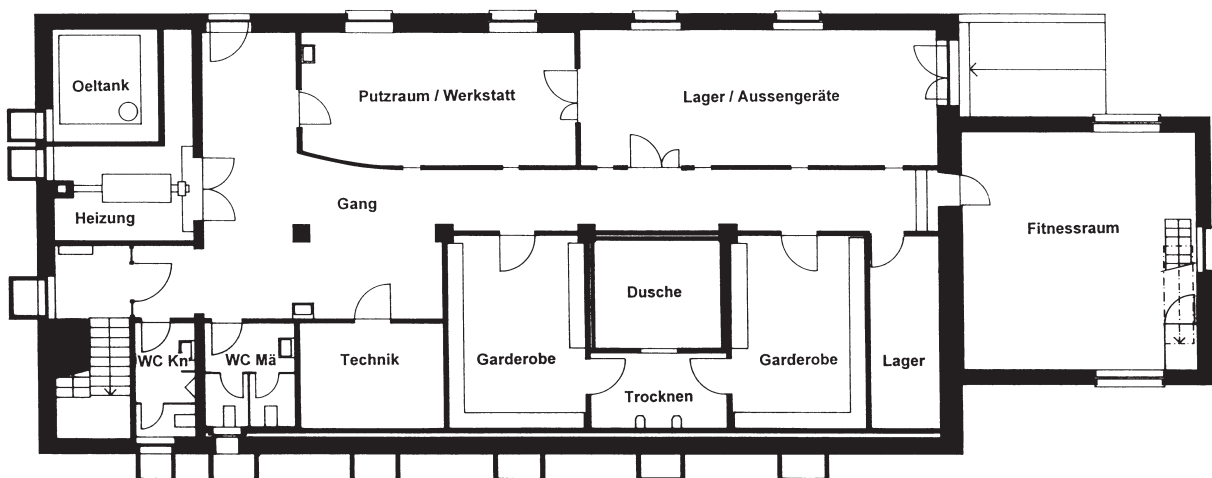 Oeltank
Putzraum / Werkstatt
Lager / Aussengeräte
Heizung
Gang
Fitnessraum
Dusche
WC Kn
WC Mä
Technik
Garderobe
Garderobe
Lager
Trocknen